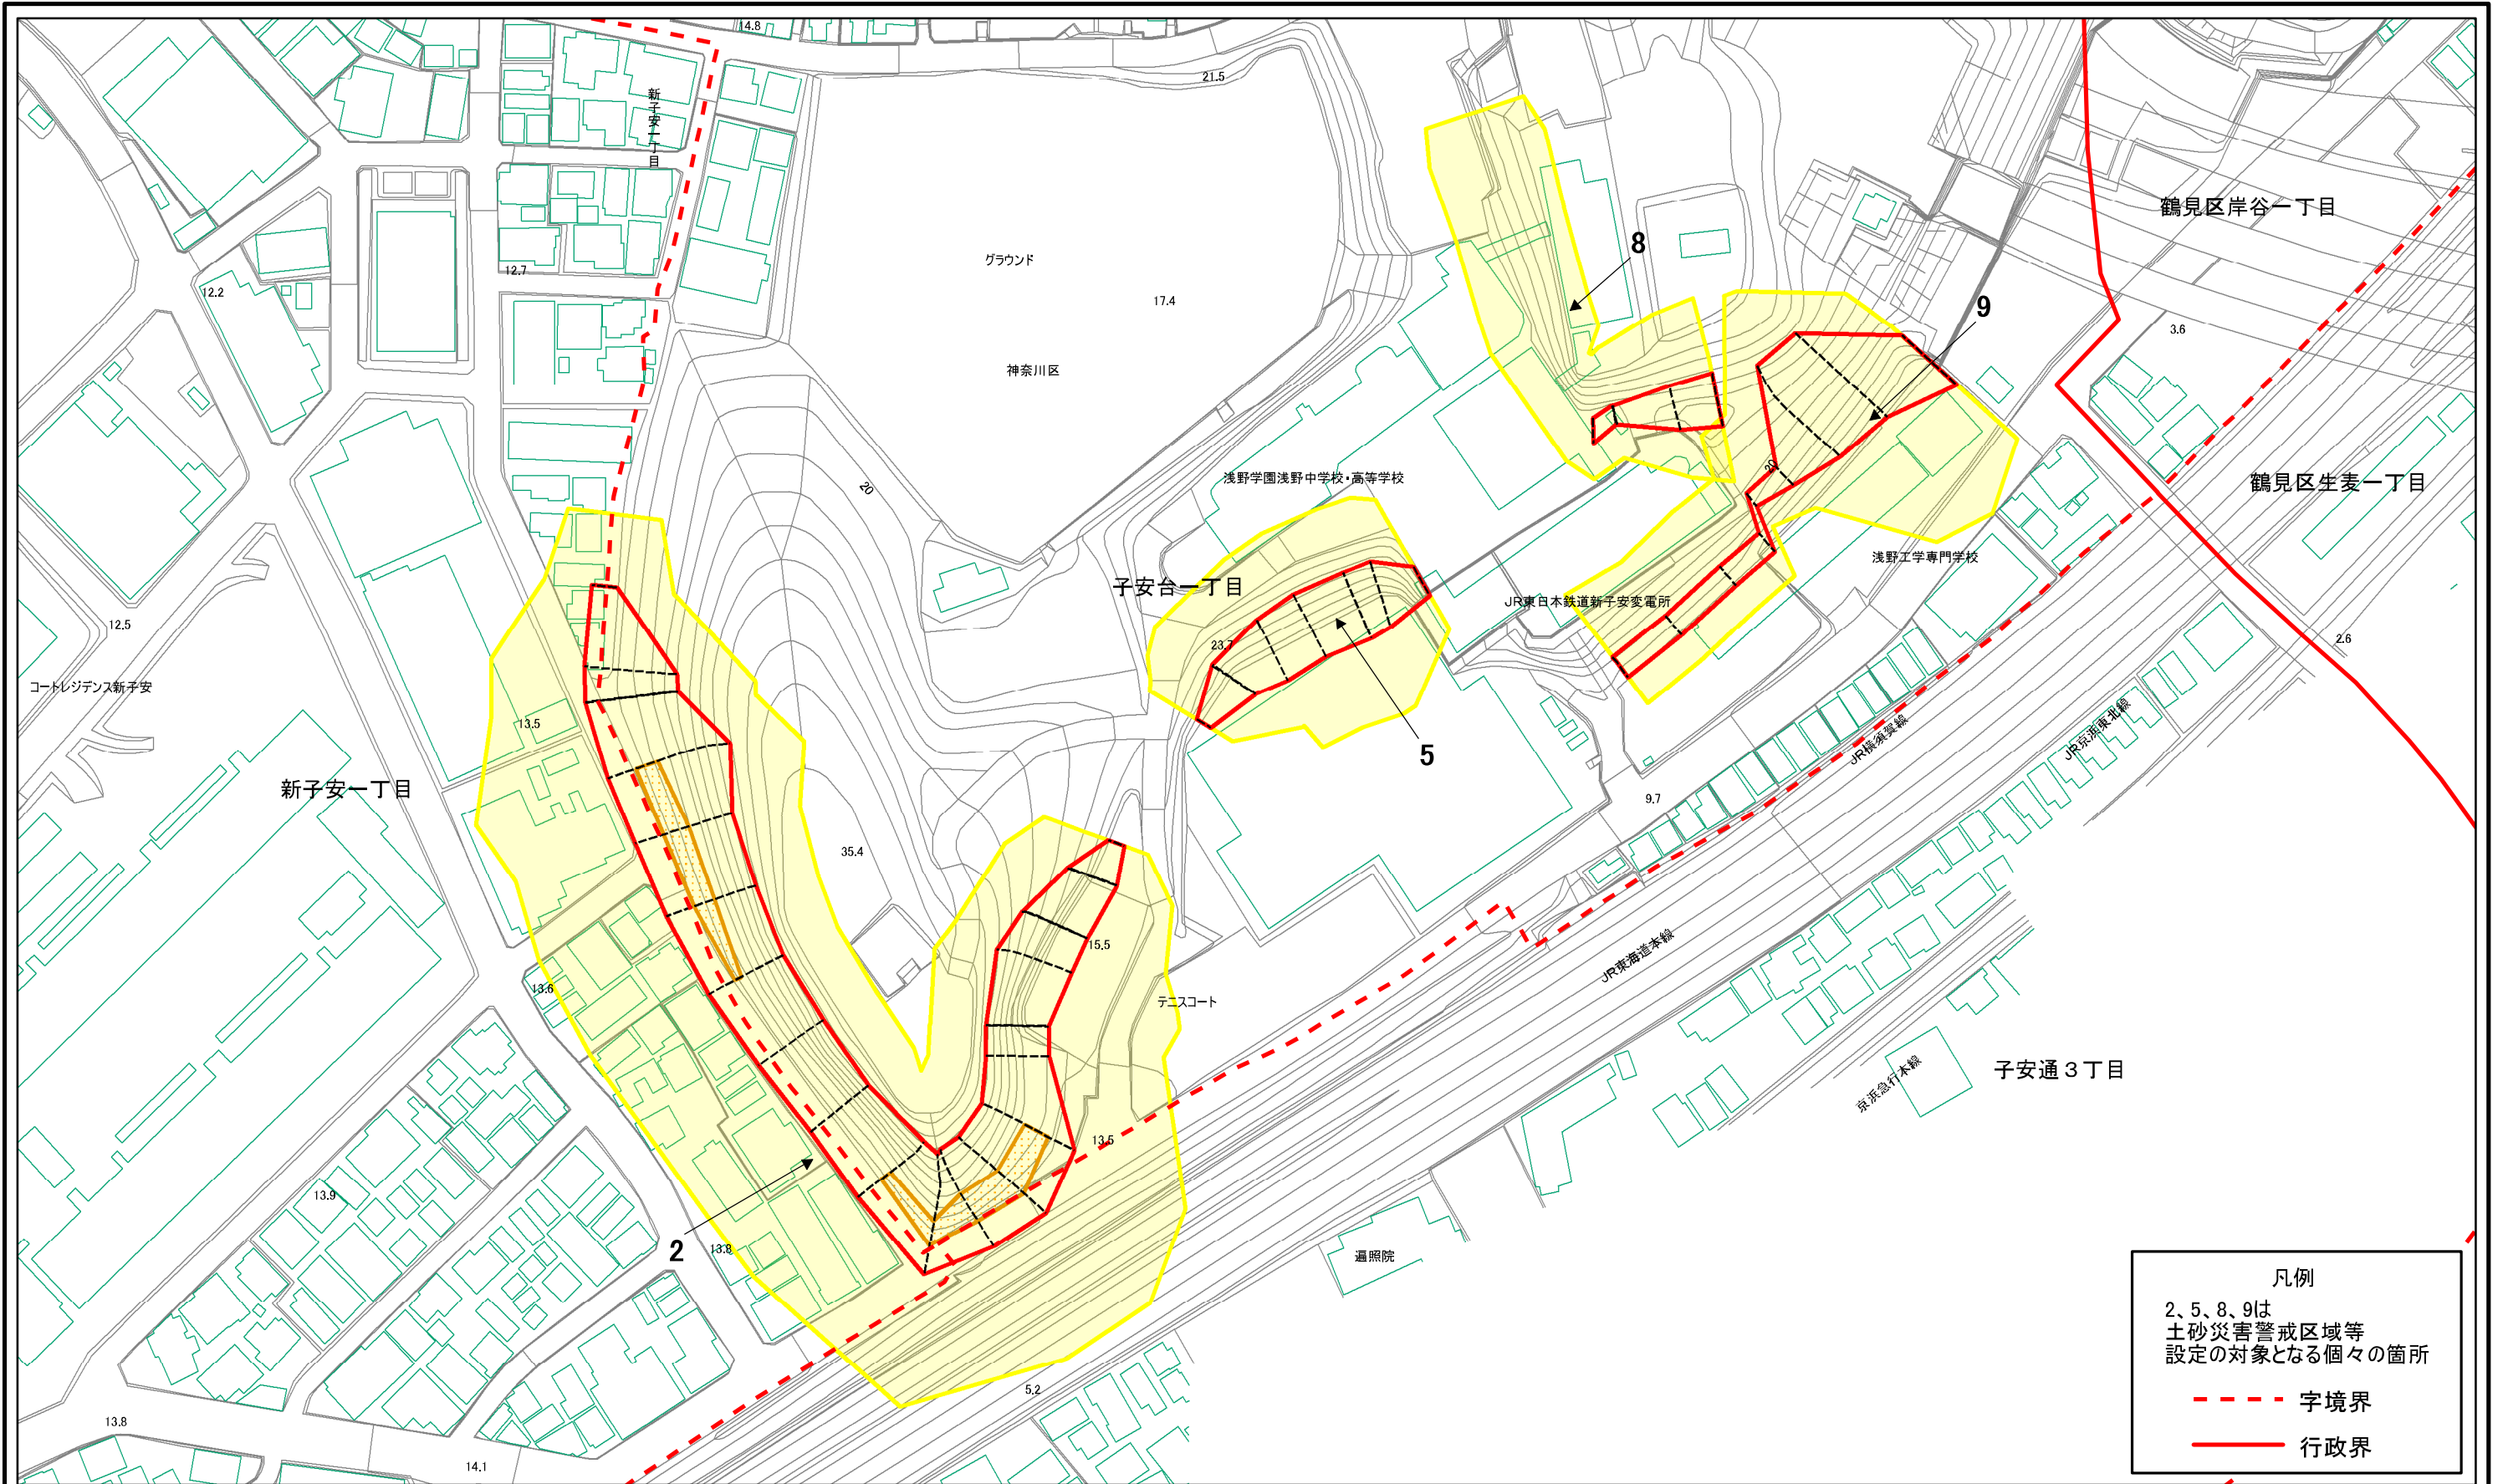 14.8
21.5
新子安一丁目
鶴見区岸谷一丁目
8
グラウンド
12.7
12.2
17.4
9
3.6
神奈川区
20
浅野学園浅野中学校・高等学校
20
鶴見区生麦一丁目
浅野工学専門学校
子安台一丁目
JR東日本鉄道新子安変電所
12.5
23.7
2.6
コートレジデンス新子安
13.5
JR横須賀線
JR京浜東北線
5
新子安一丁目
9.7
35.4
15.5
JR東海道本線
13.6
テニスコート
子安通3丁目
京浜急行本線
13.5
13.9
2
13.8
遍照院
5.2
13.8
14.1
凡例
2、5、8、9は
土砂災害警戒区域等
設定の対象となる個々の箇所
字境界
行政界